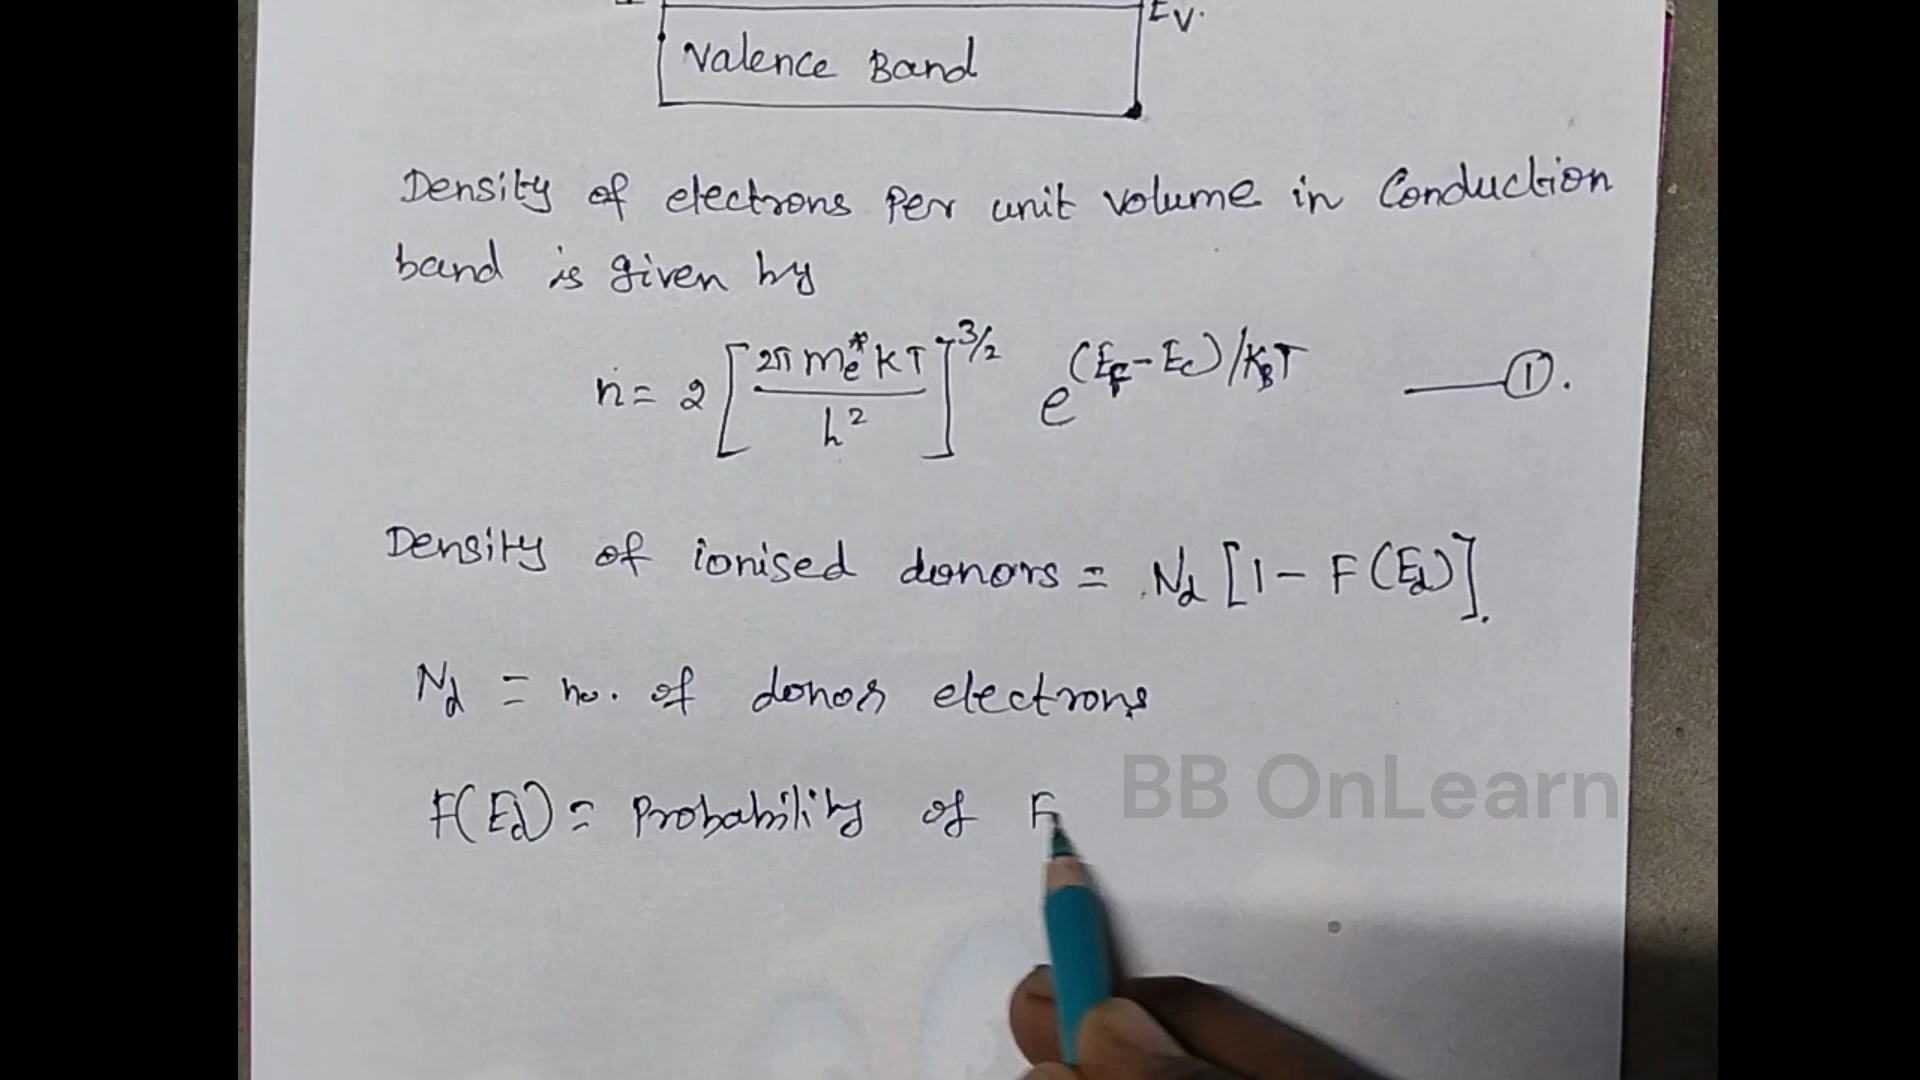 Ev.
Valence Band
Density of electrons Per unit volume in Conduction
band is given by
n = 2 [2π me* KT / h²]^3/2 e^(EF - Ec)/KBT —①.
Density of ionised donors = Nd [1 - F(Ed)].
Nd = no. of donor electrons
BB OnLearn
F(Ed) = Probability of F